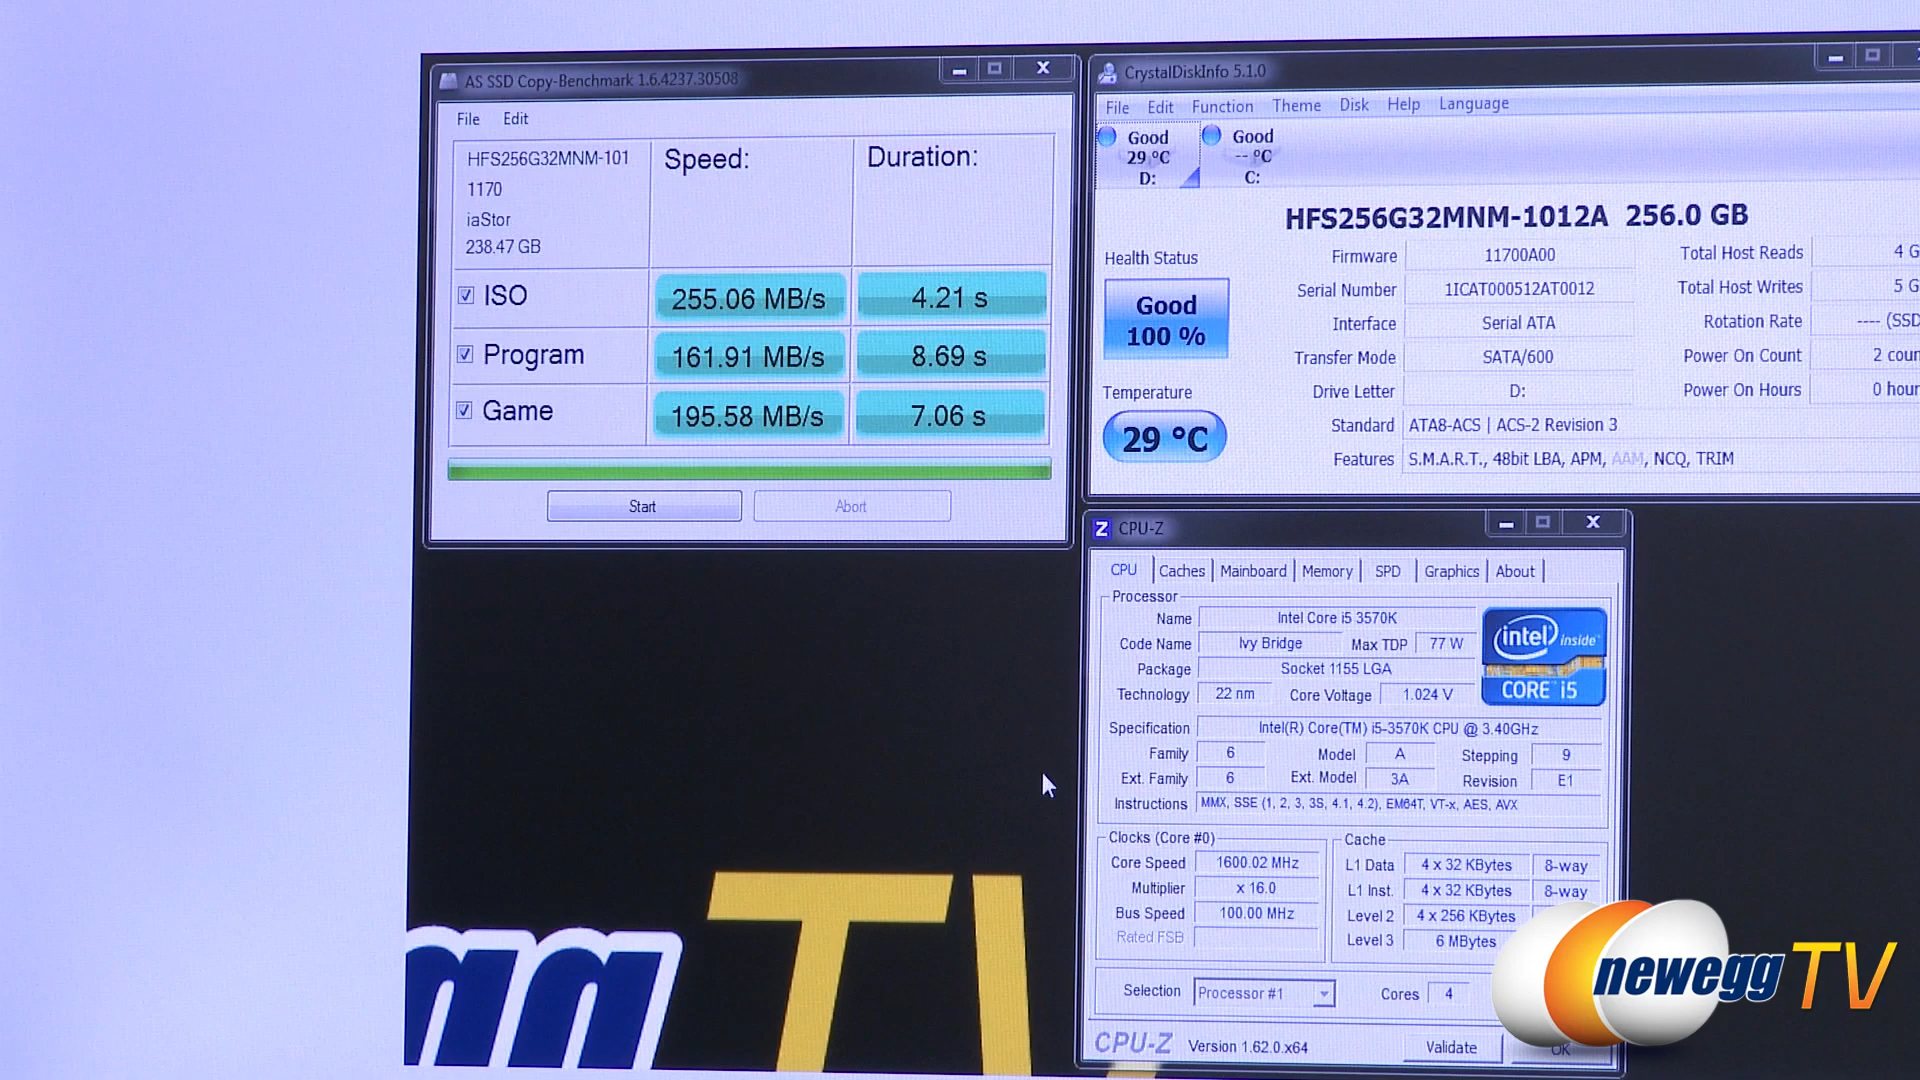 AS SSD Copy-Benchmark 1.6.4237.30508
File Edit
HFS256G32MNM-101
1170
iaStor
238.47 GB
Speed: Duration:
ISO 255.06 MB/s 4.21 s
Program 161.91 MB/s 8.69 s
Game 195.58 MB/s 7.06 s
Start Abort
CrystalDiskInfo 5.1.0
File Edit Function Theme Disk Help Language
Good Good
29 °C -- °C
D: C:
HFS256G32MNM-1012A 256.0 GB
Health Status
Good
100 %
Temperature
29 °C
Firmware 11700A00 Total Host Reads 4 G
Serial Number 1ICAT000512AT0012 Total Host Writes 5 G
Interface Serial ATA Rotation Rate ---- (SSD
Transfer Mode SATA/600 Power On Count 2 coun
Drive Letter D: Power On Hours 0 hour
Standard ATA8-ACS | ACS-2 Revision 3
Features S.M.A.R.T., 48bit LBA, APM, AAM, NCQ, TRIM
CPU-Z
CPU Caches Mainboard Memory SPD Graphics About
Processor
Name Intel Core i5 3570K
Code Name Ivy Bridge Max TDP 77 W
Package Socket 1155 LGA
Technology 22 nm Core Voltage 1.024 V
intel inside
CORE i5
Specification Intel(R) Core(TM) i5-3570K CPU @ 3.40GHz
Family 6 Model A Stepping 9
Ext. Family 6 Ext. Model 3A Revision E1
Instructions MMX, SSE (1, 2, 3, 3S, 4.1, 4.2), EM64T, VT-x, AES, AVX
Clocks (Core #0)
Core Speed 1600.02 MHz
Multiplier x 16.0
Bus Speed 100.00 MHz
Rated FSB
Cache
L1 Data 4 x 32 KBytes 8-way
L1 Inst. 4 x 32 KBytes 8-way
Level 2 4 x 256 KBytes
Level 3 6 MBytes
Selection Processor #1 Cores 4
CPU-Z Version 1.62.0.x64 Validate OK
gg TV
newegg TV